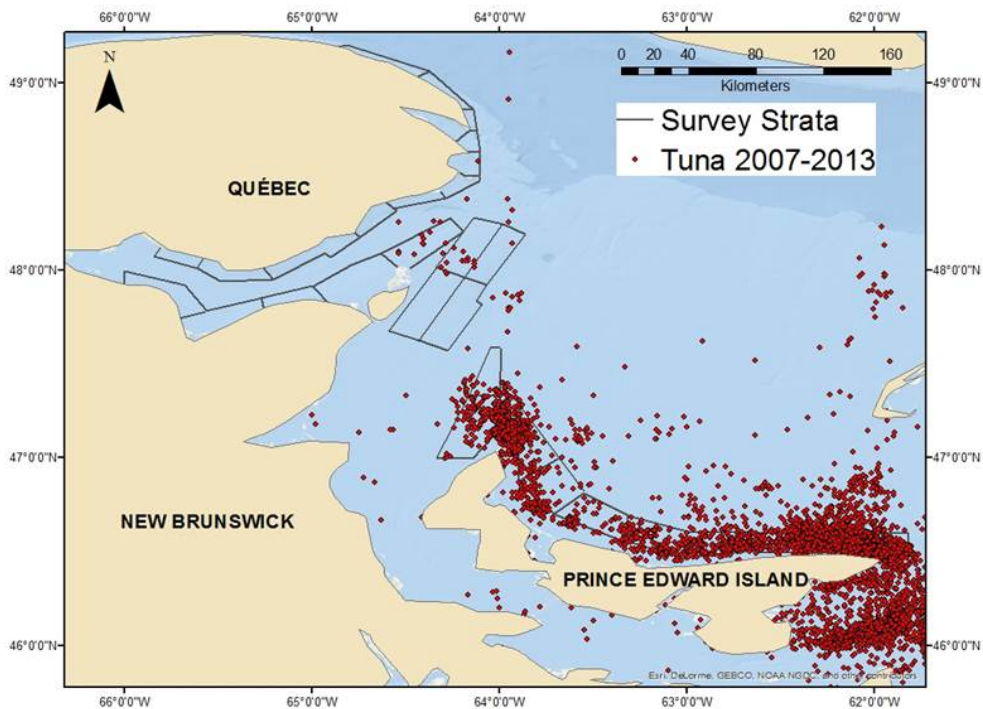 66°0'0"W 65°0'0"W 64°0'0"W 63°0'0"W 62°0'0"W
N
0 20 40 80 120 160
Kilometers
49°0'0"N 49°0'0"N
Survey Strata
Tuna 2007-2013
QUÉBEC
48°0'0"N 48°0'0"N
47°0'0"N 47°0'0"N
NEW BRUNSWICK
PRINCE EDWARD ISLAND
46°0'0"N 46°0'0"N
Esri, DeLorme, GEBCO, NOAA NGDC, and other contributors
66°0'0"W 65°0'0"W 64°0'0"W 63°0'0"W 62°0'0"W